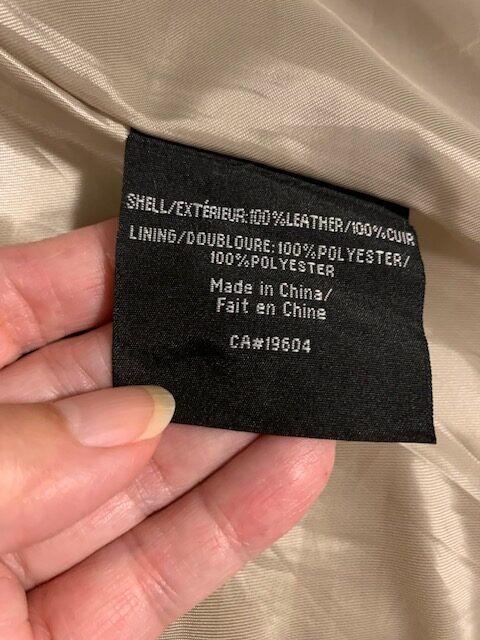 SHELL/EXTÉRIEUR:100%LEATHER/100%CUIR
LINING/DOUBLOURE:100%POLYESTER/
100%POLYESTER
Made in China/
Fait en Chine
CA#19604